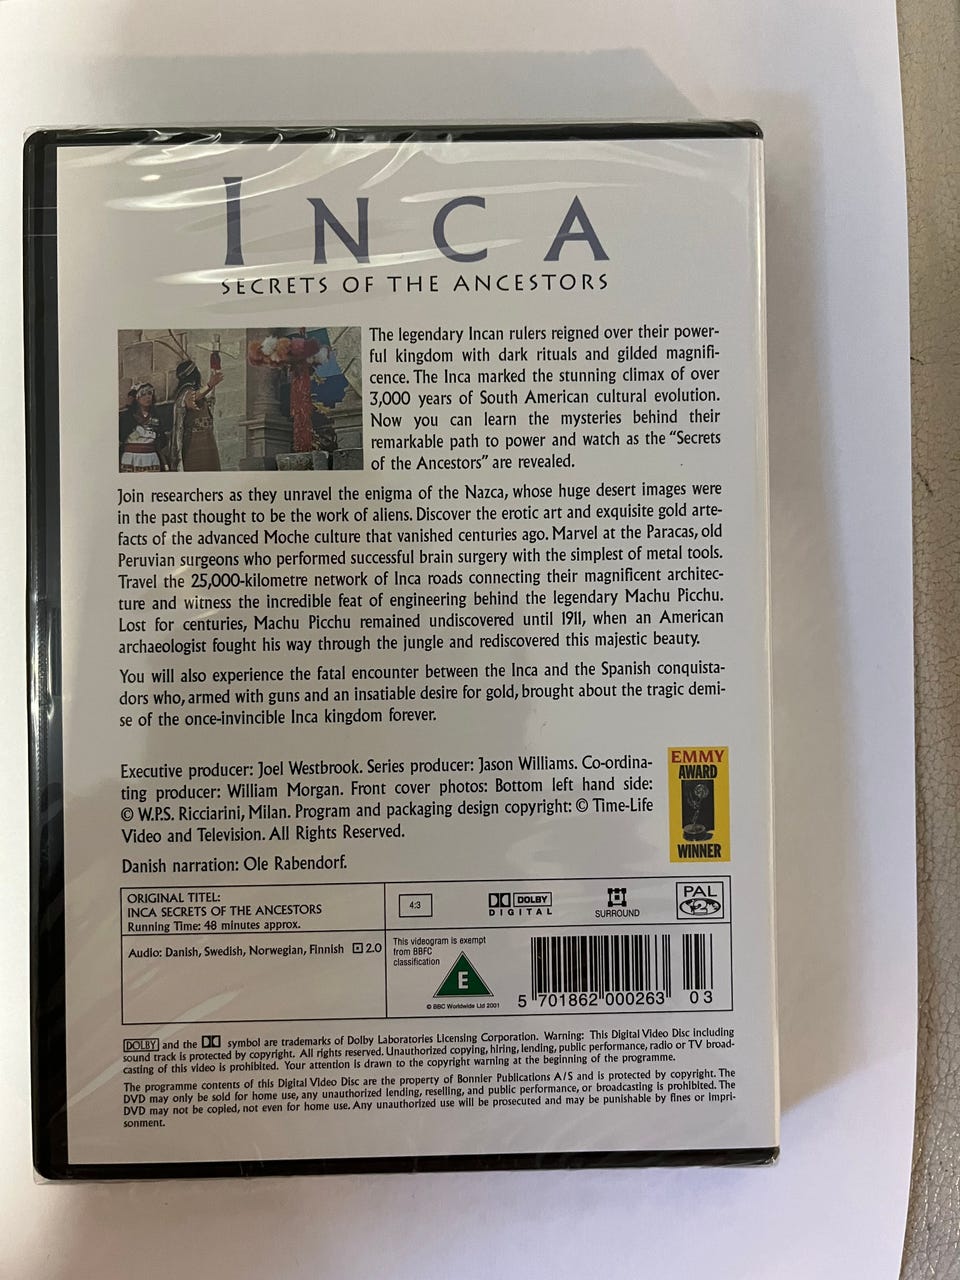 INCA
SECRETS OF THE ANCESTORS
The legendary Incan rulers reigned over their power-
ful kingdom with dark rituals and gilded magnifi-
cence. The Inca marked the stunning climax of over
3,000 years of South American cultural evolution.
Now you can learn the mysteries behind their
remarkable path to power and watch as the "Secrets
of the Ancestors" are revealed.
Join researchers as they unravel the enigma of the Nazca, whose huge desert images were
in the past thought to be the work of aliens. Discover the erotic art and exquisite gold arte-
facts of the advanced Moche culture that vanished centuries ago. Marvel at the Paracas, old
Peruvian surgeons who performed successful brain surgery with the simplest of metal tools.
Travel the 25,000-kilometre network of Inca roads connecting their magnificent architec-
ture and witness the incredible feat of engineering behind the legendary Machu Picchu.
Lost for centuries, Machu Picchu remained undiscovered until 1911, when an American
archaeologist fought his way through the jungle and rediscovered this majestic beauty.
You will also experience the fatal encounter between the Inca and the Spanish conquista-
dors who, armed with guns and an insatiable desire for gold, brought about the tragic demi-
se of the once-invincible Inca kingdom forever.
Executive producer: Joel Westbrook. Series producer: Jason Williams. Co-ordina-
ting producer: William Morgan. Front cover photos: Bottom left hand side:
© W.P.S. Ricciarini, Milan. Program and packaging design copyright: © Time-Life
Video and Television. All Rights Reserved.
Danish narration: Ole Rabendorf.
EMMY
AWARD
WINNER
ORIGINAL TITEL:
INCA SECRETS OF THE ANCESTORS
Running Time: 48 minutes approx.
4:3
DOLBY
DIGITAL
SURROUND
PAL
2
Audio: Danish, Swedish, Norwegian, Finnish 2.0
This videogram is exempt
from BBFC
classification
E
© BBC Worldwide Ltd 2001
5 701862 000263 03
DOLBY and the symbol are trademarks of Dolby Laboratories Licensing Corporation. Warning: This Digital Video Disc including
sound track is protected by copyright. All rights reserved. Unauthorized copying, hiring, lending, public performance, radio or TV broad-
casting of this video is prohibited. Your attention is drawn to the copyright warning at the beginning of the programme.
The programme contents of this Digital Video Disc are the property of Bonnier Publications A/S and is protected by copyright. The
DVD may only be sold for home use, any unauthorized lending, reselling, and public performance, or broadcasting is prohibited. The
DVD may not be copied, not even for home use. Any unauthorized use will be prosecuted and may be punishable by fines or impri-
sonment.